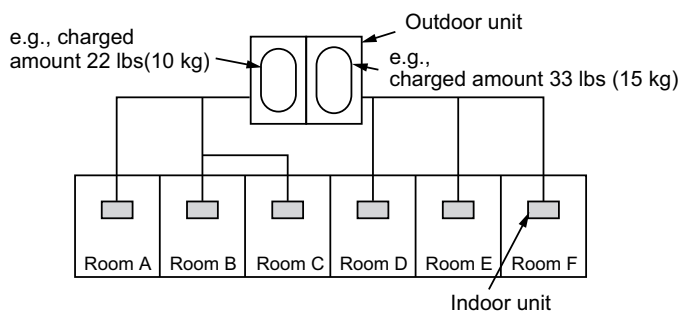 e.g., charged
amount 22 lbs(10 kg)
Outdoor unit
e.g.,
charged amount 33 lbs (15 kg)
Room A
Room B
Room C
Room D
Room E
Room F
Indoor unit